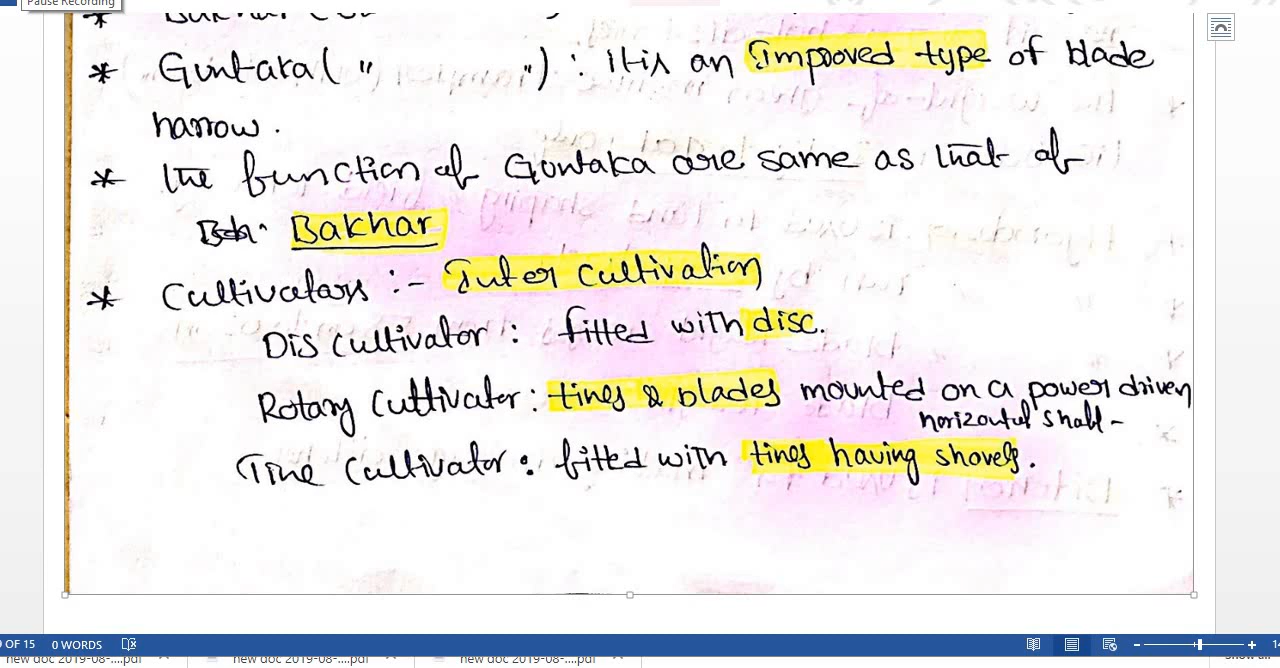 Pause Recording
* Guntaka ( " " ) : It is an improved type of blade
harrow.
* The function of Guntaka are same as that of
Bakhar
* Cultivators :- Inter cultivation
Dis cultivator : fitted with disc.
Rotary Cultivator : tines & blades mounted on a power driven
horizontal shaft -
Tine cultivator : fitted with tines having shovels.
OF 15 0 WORDS
new doc 2019-08-....pdf new doc 2019-08-....pdf new doc 2019-08-....pdf